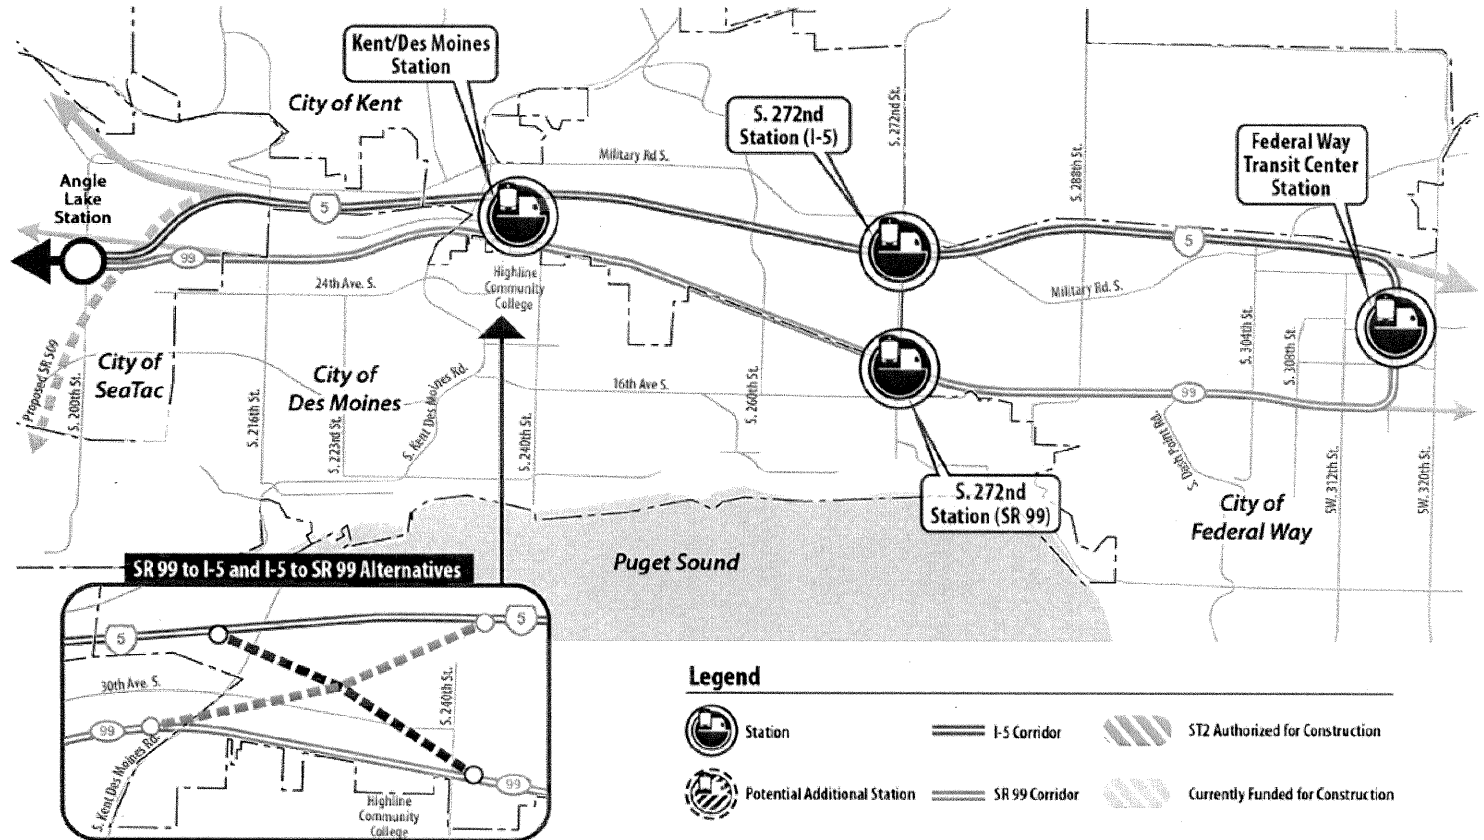 Kent/Des Moines
Station
City of Kent
S. 272nd
Station (I-5)
S. 272nd St.
Military Rd S.
S. 288th St.
Federal Way
Transit Center
Station
Angle
Lake
Station
5
99
24th Ave. S.
Highline
Community
College
5
Military Rd. S.
Proposed SR 509
S. 200th St.
City of
SeaTac
S. 216th St.
City of
Des Moines
S. 223rd St.
S. Kent Des Moines Rd.
S. 240th St.
16th Ave S.
S. 260th St.
99
S. 304th St.
S. 308th St.
S. Dash Point Rd.
SW. 312th St.
SW. 320th St.
S. 272nd
Station (SR 99)
City of
Federal Way
Puget Sound
SR 99 to I-5 and I-5 to SR 99 Alternatives
5
5
30th Ave. S.
S. 240th St.
99
S. Kent Des Moines Rd.
99
Highline
Community
College
Legend
Station
I-5 Corridor
ST2 Authorized for Construction
Potential Additional Station
SR 99 Corridor
Currently Funded for Construction